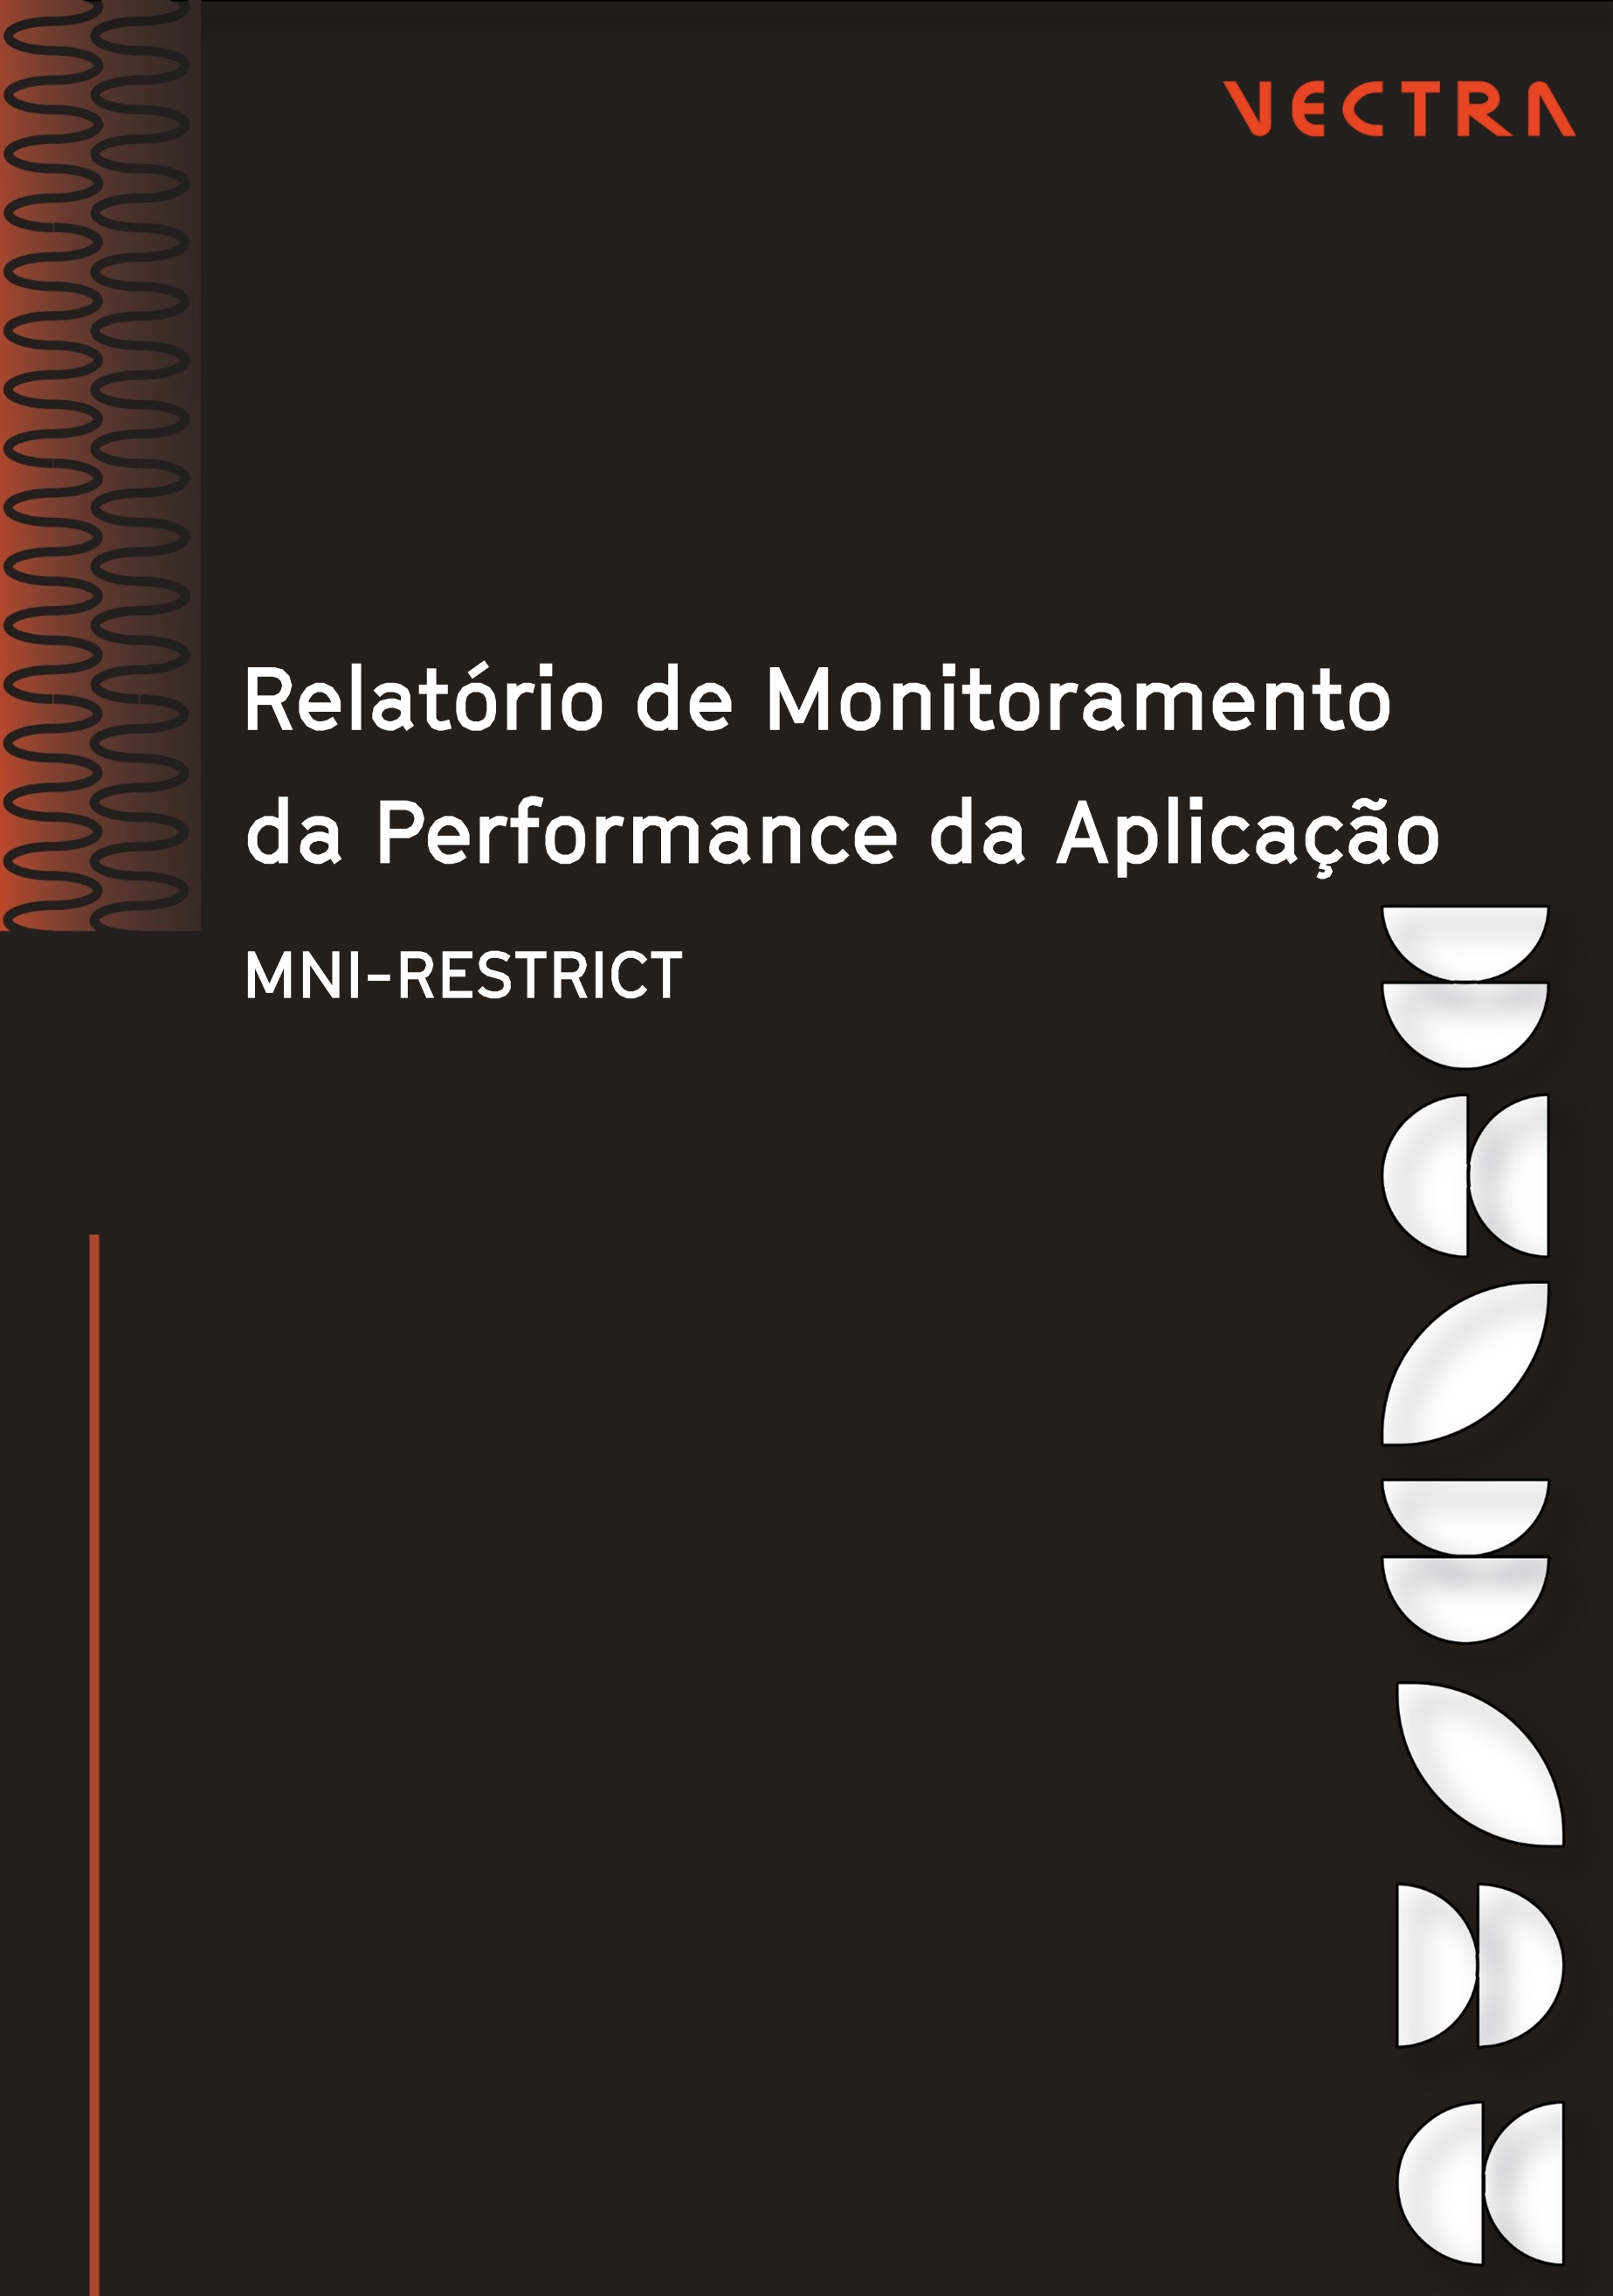 VECTRA
Relatório de Monitoramento
da Performance da Aplicação
MNI-RESTRICT